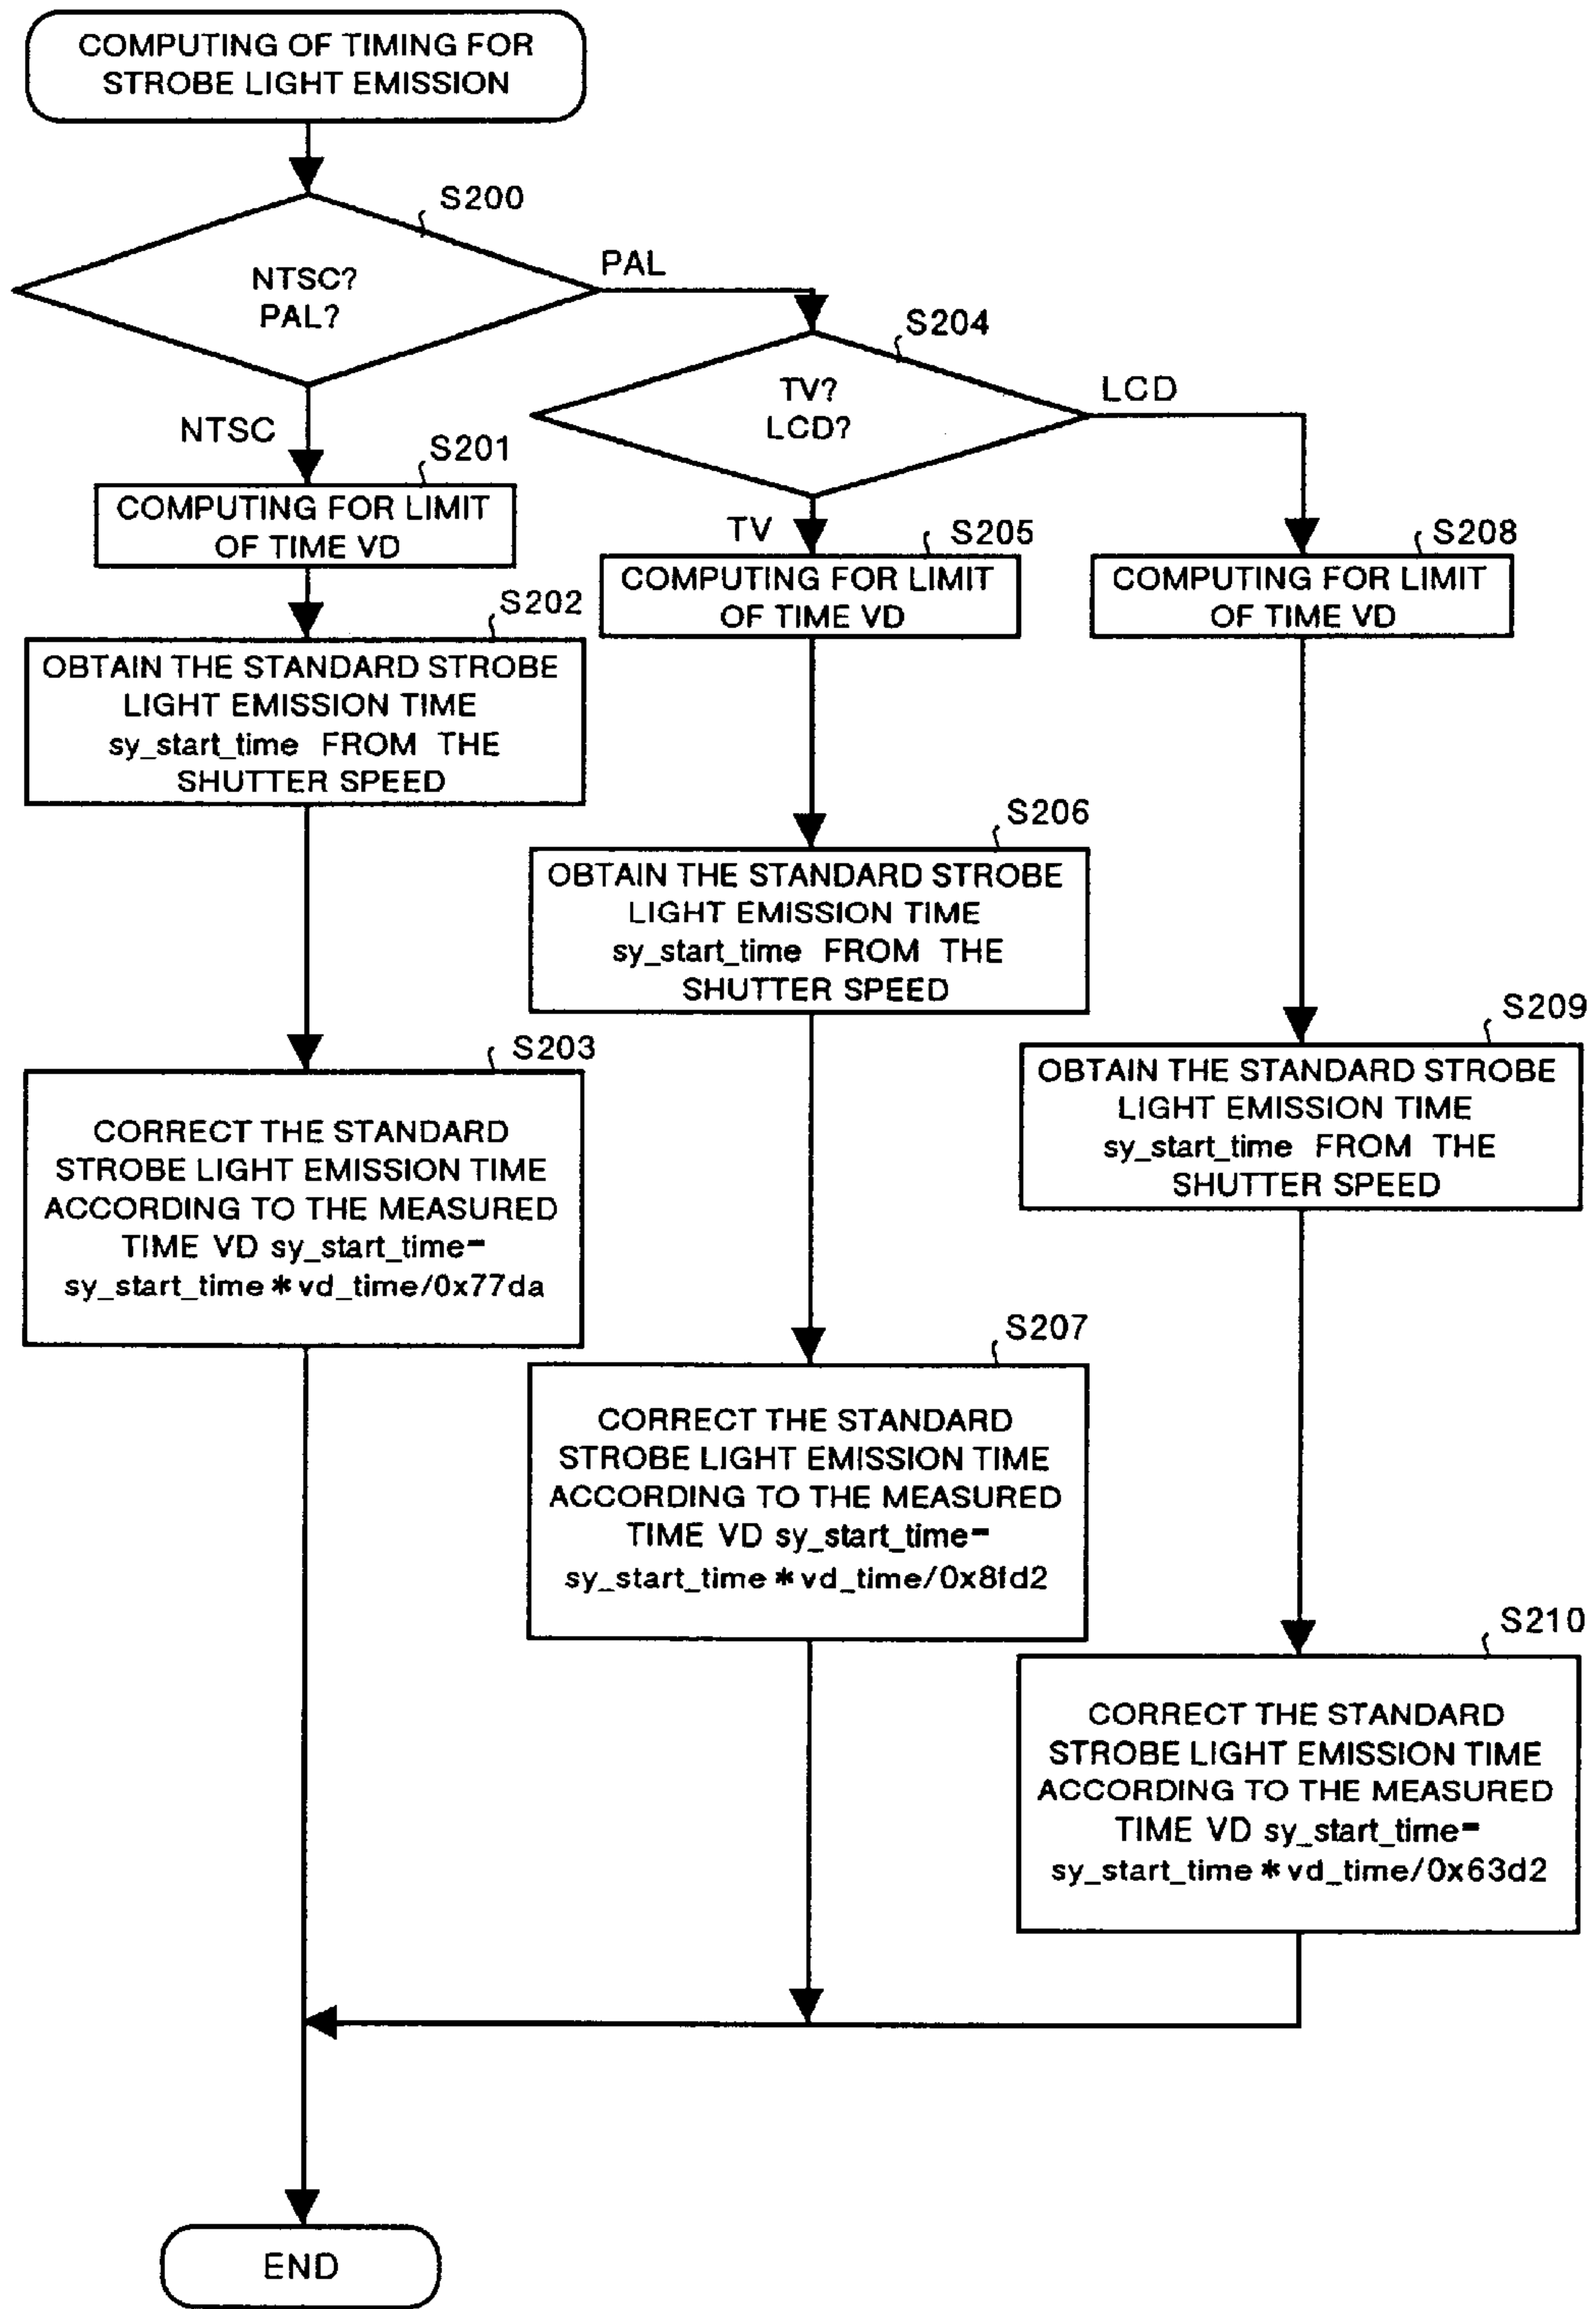 COMPUTING OF TIMING FOR
STROBE LIGHT EMISSION
S200
NTSC?
PAL?
PAL
NTSC
S204
TV?
LCD?
LCD
TV
S201
COMPUTING FOR LIMIT
OF TIME VD
S205
COMPUTING FOR LIMIT
OF TIME VD
S208
COMPUTING FOR LIMIT
OF TIME VD
S202
OBTAIN THE STANDARD STROBE
LIGHT EMISSION TIME
sy_start_time FROM THE
SHUTTER SPEED
S206
OBTAIN THE STANDARD STROBE
LIGHT EMISSION TIME
sy_start_time FROM THE
SHUTTER SPEED
S209
OBTAIN THE STANDARD STROBE
LIGHT EMISSION TIME
sy_start_time FROM THE
SHUTTER SPEED
S203
CORRECT THE STANDARD
STROBE LIGHT EMISSION TIME
ACCORDING TO THE MEASURED
TIME VD sy_start_time=
sy_start_time*vd_time/0x77da
S207
CORRECT THE STANDARD
STROBE LIGHT EMISSION TIME
ACCORDING TO THE MEASURED
TIME VD sy_start_time=
sy_start_time*vd_time/0x8fd2
S210
CORRECT THE STANDARD
STROBE LIGHT EMISSION TIME
ACCORDING TO THE MEASURED
TIME VD sy_start_time=
sy_start_time*vd_time/0x63d2
END